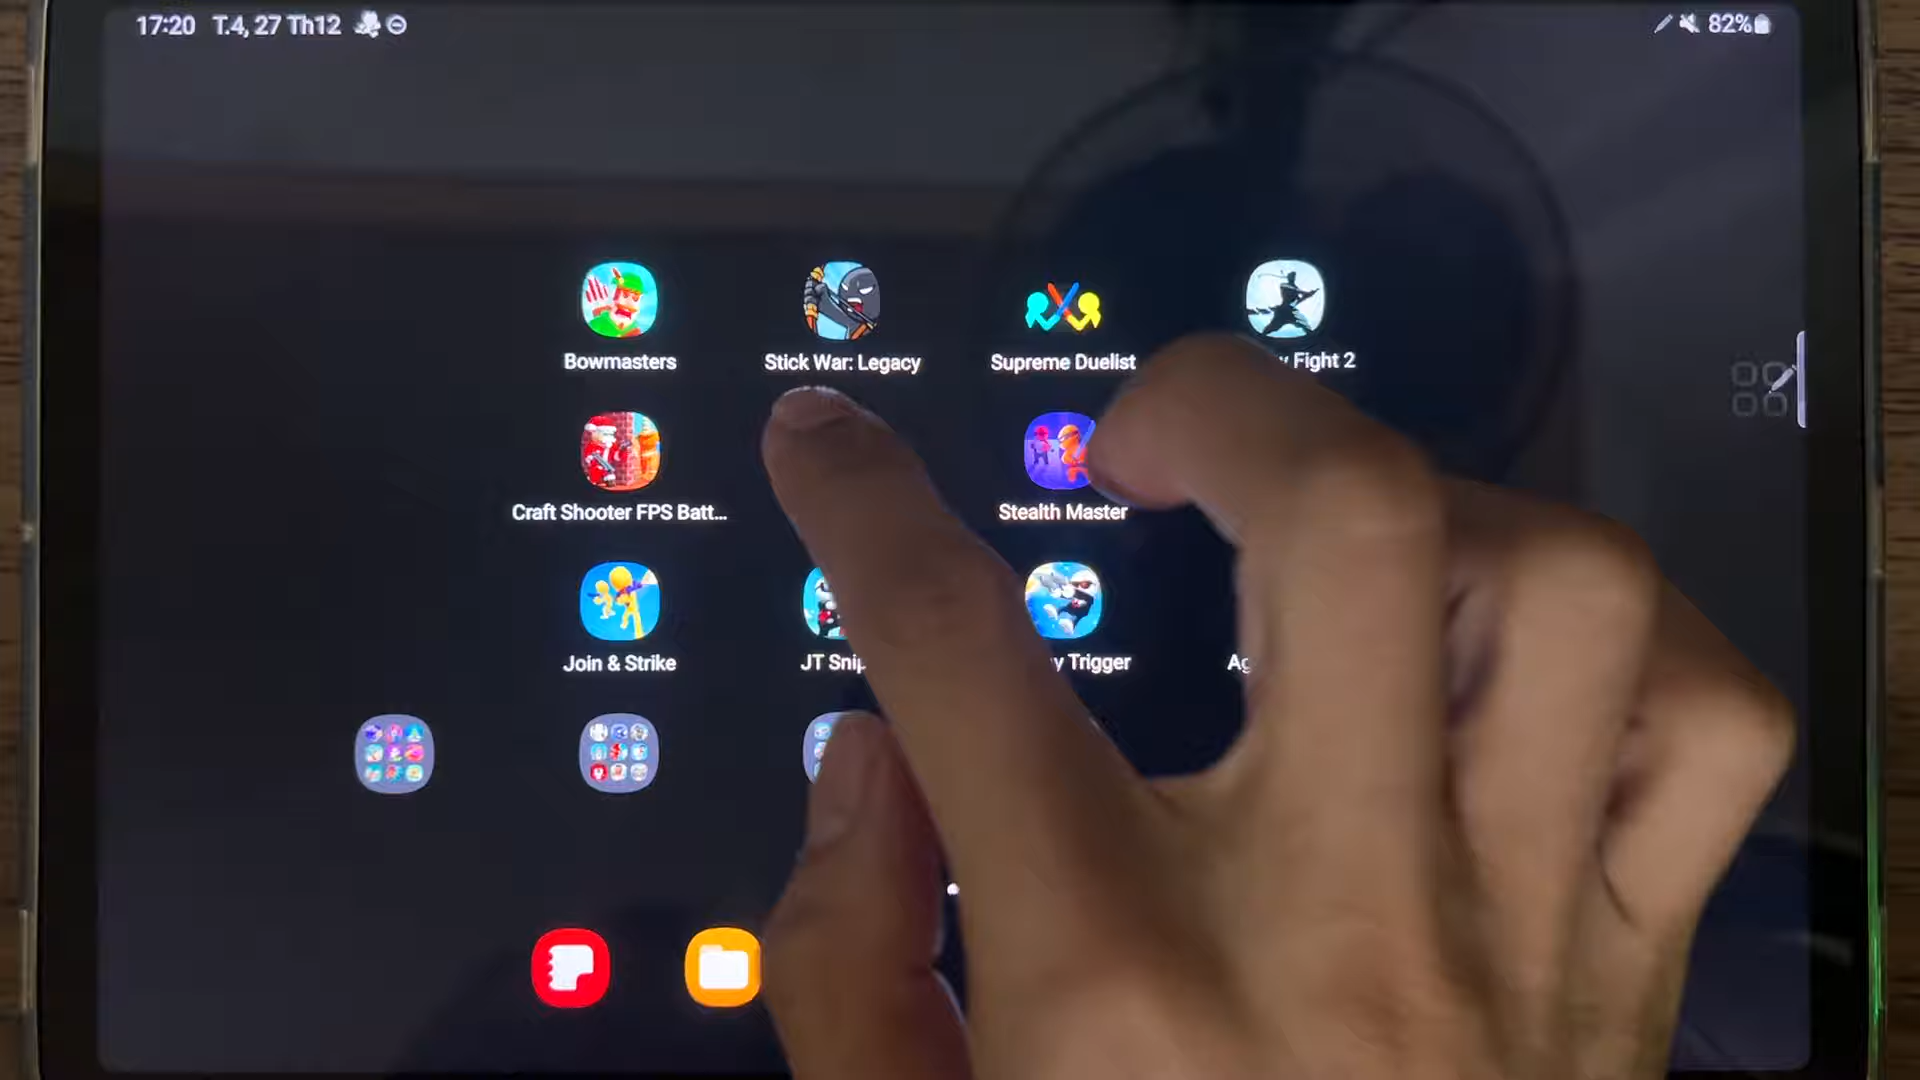 17:20 T.4, 27 Th12
82%
Bowmasters
Stick War: Legacy
Supreme Duelist
Fight 2
Craft Shooter FPS Batt...
Stealth Master
Join & Strike
JT
Trigger